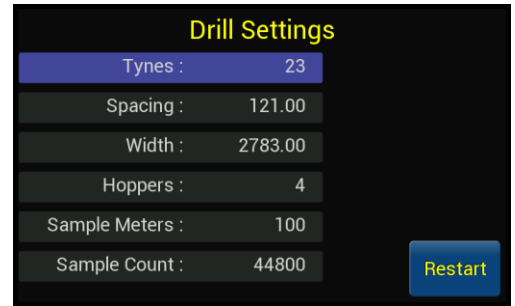 Drill Settings
Tynes : 23
Spacing : 121.00
Width : 2783.00
Hoppers : 4
Sample Meters : 100
Sample Count : 44800
Restart